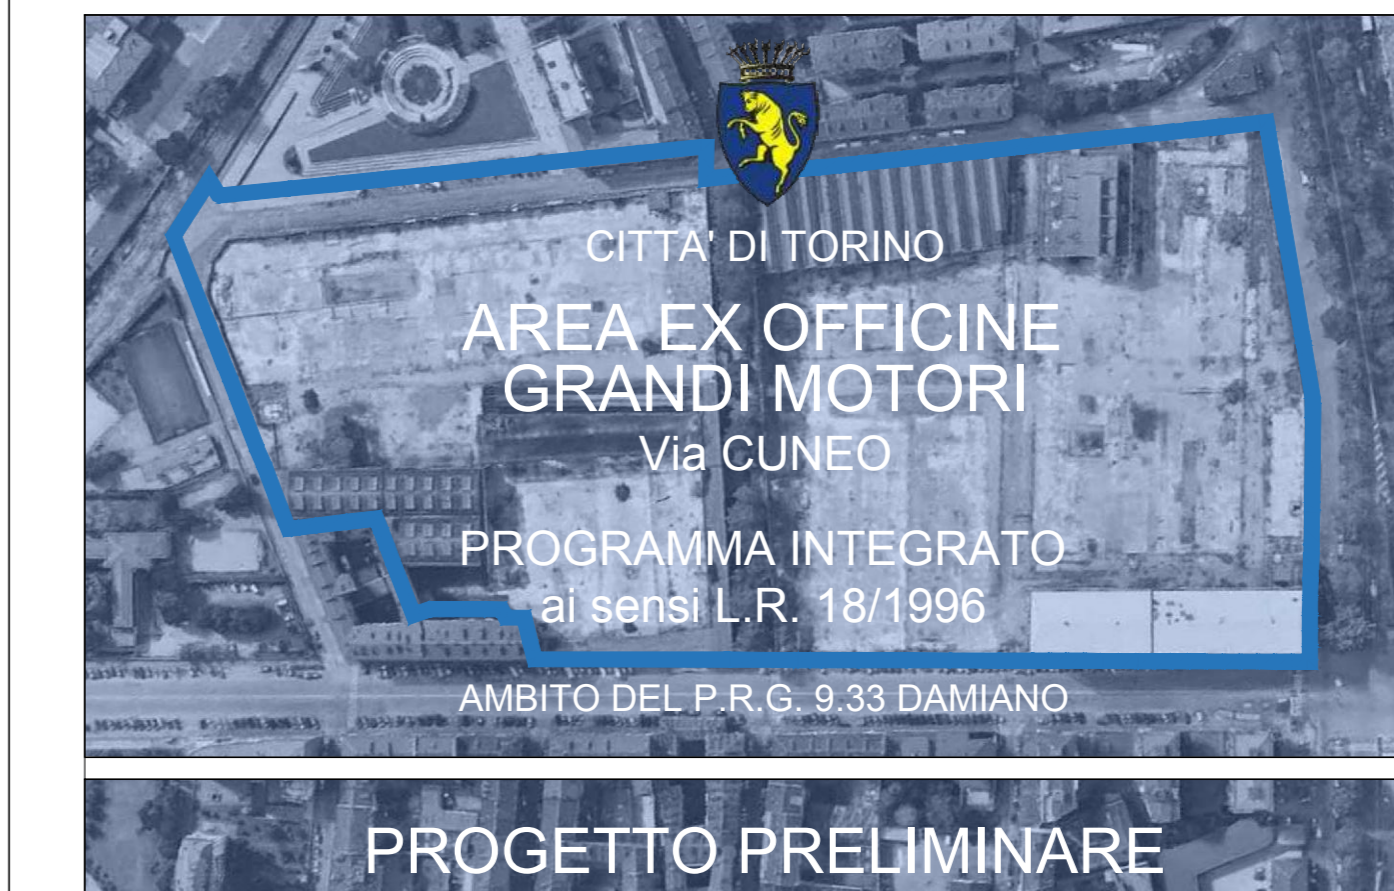 CITTA' DI TORINO
AREA EX OFFICINE
GRANDI MOTORI
Via CUNEO
PROGRAMMA INTEGRATO
ai sensi L.R. 18/1996
AMBITO DEL P.R.G. 9.33 DAMIANO
PROGETTO PRELIMINARE